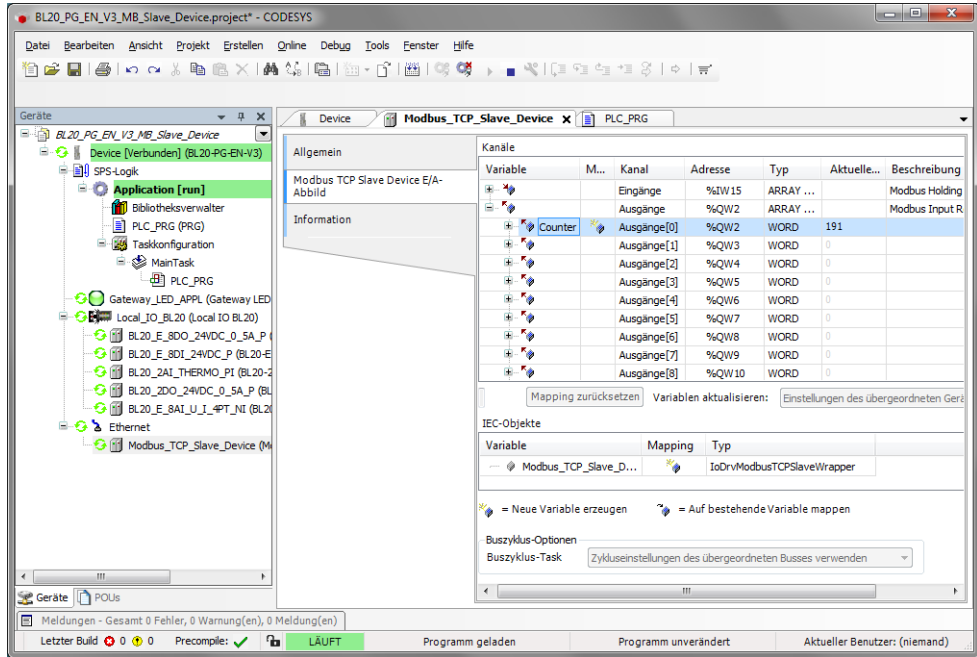 BL20_PG_EN_V3_MB_Slave_Device.project* - CODESYS
Datei Bearbeiten Ansicht Projekt Erstellen Online Debug Tools Fenster Hilfe
Geräte
BL20_PG_EN_V3_MB_Slave_Device
Device [Verbunden] (BL20-PG-EN-V3)
SPS-Logik
Application [run]
Bibliotheksverwalter
PLC_PRG (PRG)
Taskkonfiguration
MainTask
PLC_PRG
Gateway_LED_APPL (Gateway LED
Local_IO_BL20 (Local IO BL20)
BL20_E_8DO_24VDC_0_5A_P (
BL20_E_8DI_24VDC_P (BL20-E
BL20_2AI_THERMO_PI (BL20-2
BL20_2DO_24VDC_0_5A_P (BL
BL20_E_8AI_U_I_4PT_NI (BL20
Ethernet
Modbus_TCP_Slave_Device (Mo
Geräte POUs
Device Modbus_TCP_Slave_Device PLC_PRG
Allgemein
Modbus TCP Slave Device E/A-
Abbild
Information
Kanäle
Variable M... Kanal Adresse Typ Aktuelle... Beschreibung
Eingänge %IW15 ARRAY ... Modbus Holding
Ausgänge %QW2 ARRAY ... Modbus Input R
Counter Ausgänge[0] %QW2 WORD 191
Ausgänge[1] %QW3 WORD 0
Ausgänge[2] %QW4 WORD 0
Ausgänge[3] %QW5 WORD 0
Ausgänge[4] %QW6 WORD 0
Ausgänge[5] %QW7 WORD 0
Ausgänge[6] %QW8 WORD 0
Ausgänge[7] %QW9 WORD 0
Ausgänge[8] %QW10 WORD 0
Mapping zurücksetzen Variablen aktualisieren: Einstellungen des übergeordneten Gerä
IEC-Objekte
Variable Mapping Typ
Modbus_TCP_Slave_D... IoDrvModbusTCPSlaveWrapper
= Neue Variable erzeugen = Auf bestehende Variable mappen
Buszyklus-Optionen
Buszyklus-Task Zykluseinstellungen des übergeordneten Busses verwenden
Meldungen - Gesamt 0 Fehler, 0 Warnung(en), 0 Meldung(en)
Letzter Build 0 0 Precompile: LÄUFT Programm geladen Programm unverändert Aktueller Benutzer: (niemand)